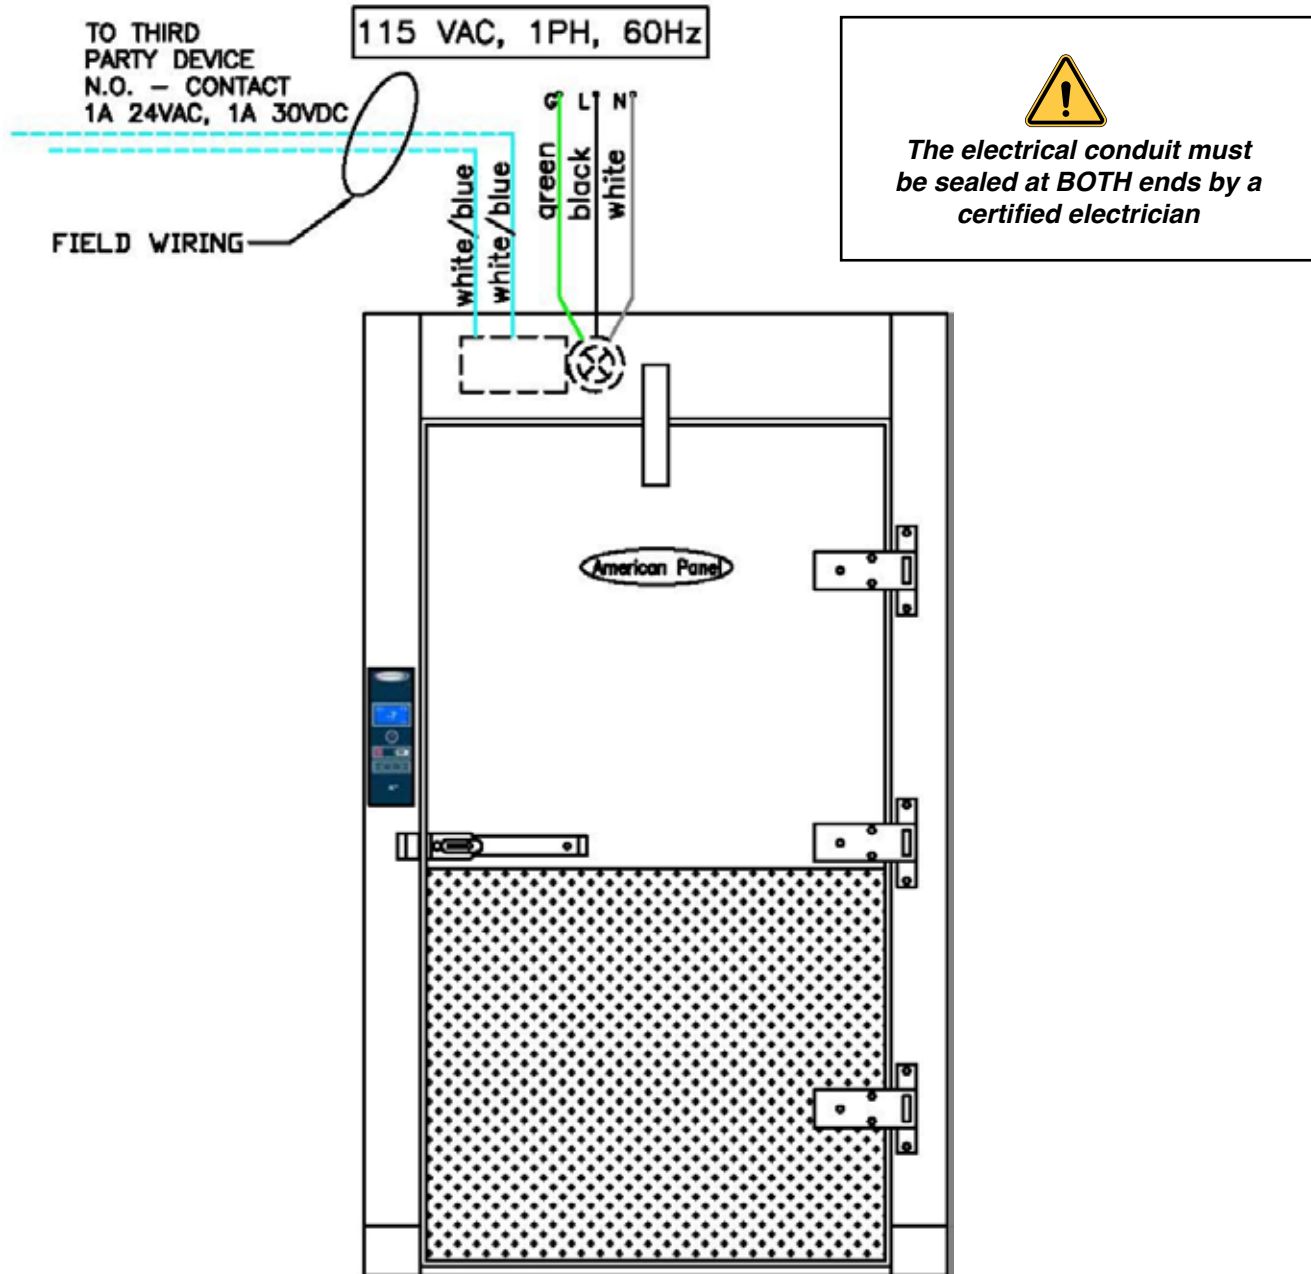 TO THIRD
PARTY DEVICE
N.O. – CONTACT
1A 24VAC, 1A 30VDC
115 VAC, 1PH, 60Hz
FIELD WIRING
white/blue
white/blue
G L N
green
black
white
The electrical conduit must
be sealed at BOTH ends by a
certified electrician
American Panel
-7